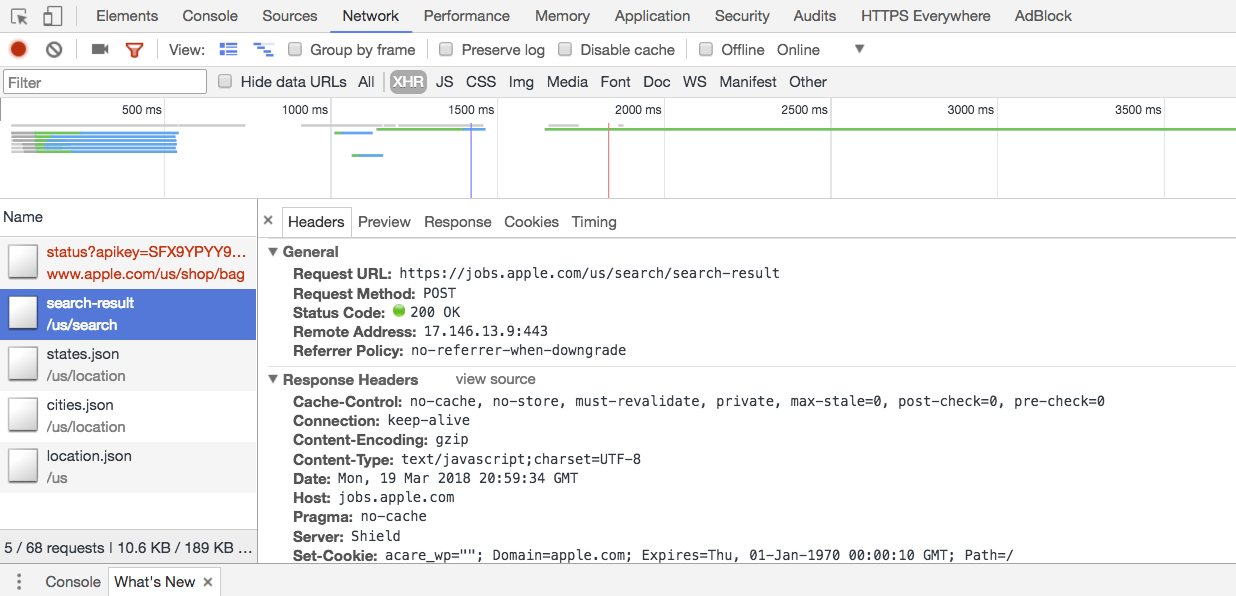 Elements Console Sources Network Performance Memory Application Security Audits HTTPS Everywhere AdBlock
View: Group by frame Preserve log Disable cache Offline Online
Filter Hide data URLs All XHR JS CSS Img Media Font Doc WS Manifest Other
500 ms 1000 ms 1500 ms 2000 ms 2500 ms 3000 ms 3500 ms
Name
status?apikey=SFX9YPYY9...
www.apple.com/us/shop/bag
search-result
/us/search
states.json
/us/location
cities.json
/us/location
location.json
/us
5 / 68 requests | 10.6 KB / 189 KB ...
× Headers Preview Response Cookies Timing
General
Request URL: https://jobs.apple.com/us/search/search-result
Request Method: POST
Status Code: 200 OK
Remote Address: 17.146.13.9:443
Referrer Policy: no-referrer-when-downgrade
Response Headers view source
Cache-Control: no-cache, no-store, must-revalidate, private, max-stale=0, post-check=0, pre-check=0
Connection: keep-alive
Content-Encoding: gzip
Content-Type: text/javascript;charset=UTF-8
Date: Mon, 19 Mar 2018 20:59:34 GMT
Host: jobs.apple.com
Pragma: no-cache
Server: Shield
Set-Cookie: acare_wp=""; Domain=apple.com; Expires=Thu, 01-Jan-1970 00:00:10 GMT; Path=/
Console What's New ×